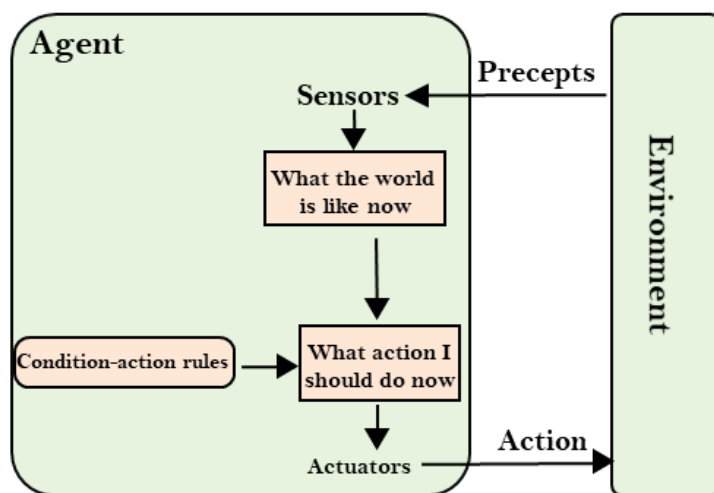 Agent
Precepts
Sensors
What the world
is like now
Environment
Condition-action rules
What action I
should do now
Action
Actuators